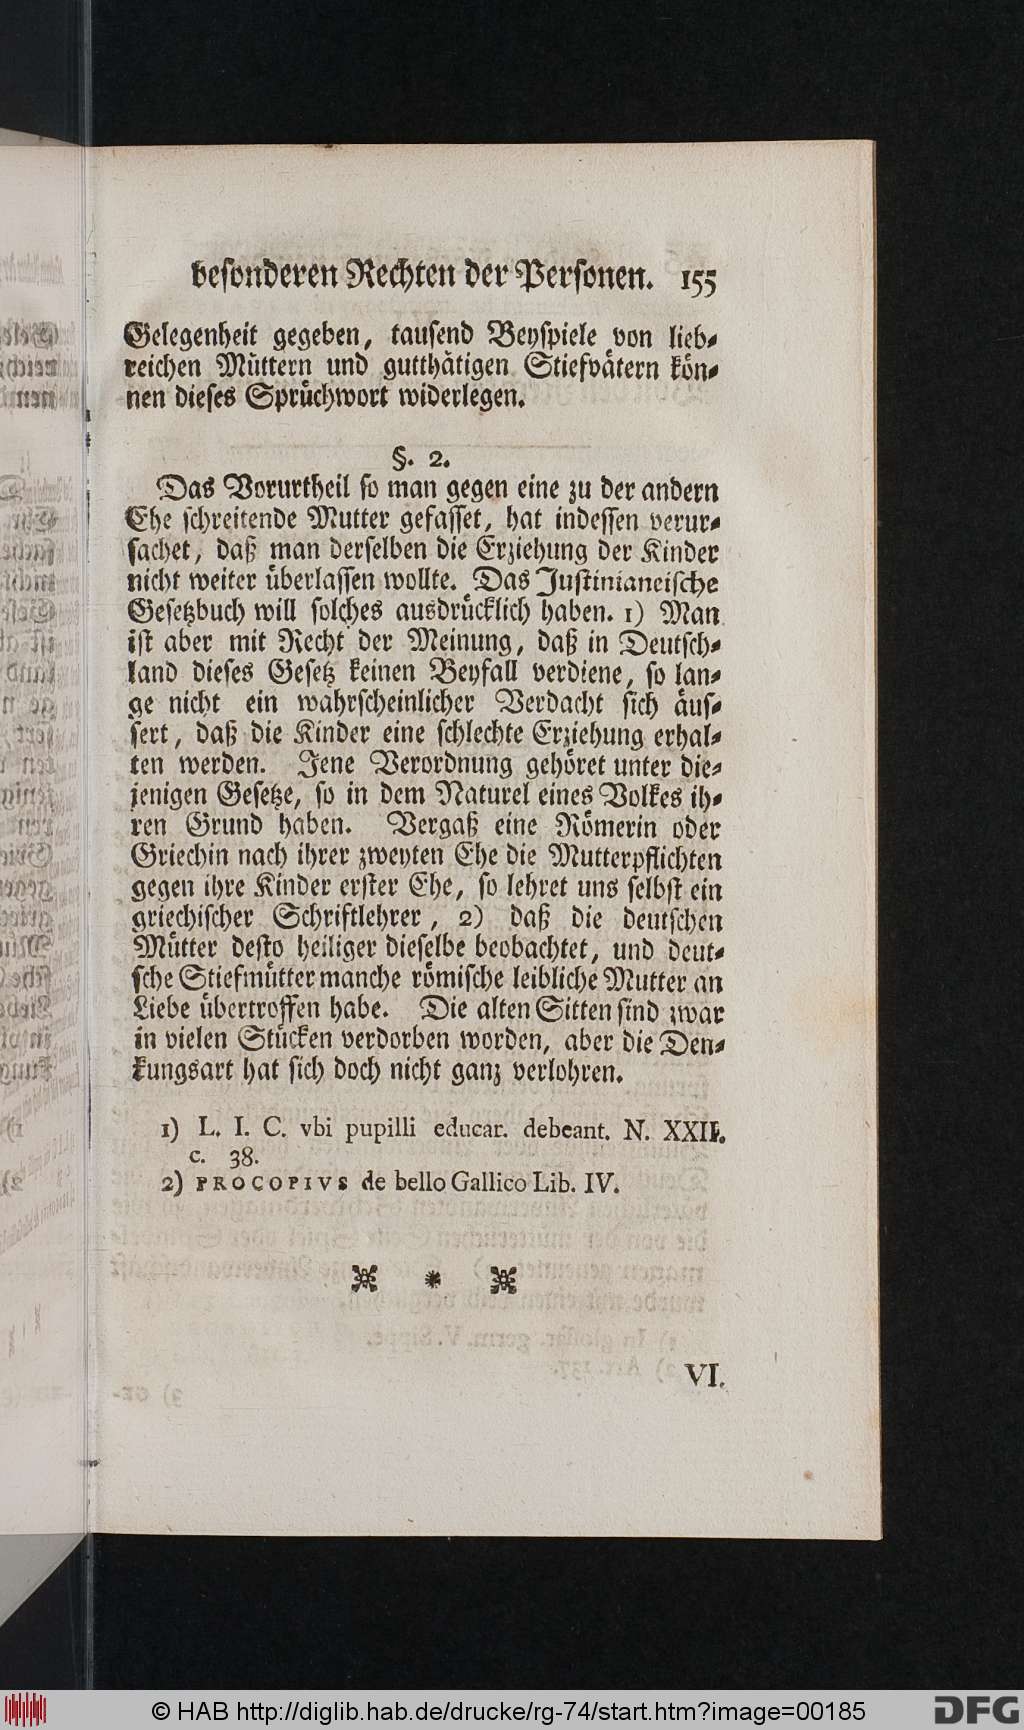 besonderen Rechten der Personen. 155
Gelegenheit gegeben, tausend Beyspiele von lieb-
reichen Müttern und gutthätigen Stiefvätern kön-
nen dieses Sprüchwort widerlegen.
§. 2.
Das Vorurtheil so man gegen eine zu der andern
Ehe schreitende Mutter gefasset, hat indessen verur-
sachet, daß man derselben die Erziehung der Kinder
nicht weiter überlassen wollte. Das Justinianeische
Gesetzbuch will solches ausdrücklich haben. 1) Man
ist aber mit Recht der Meinung, daß in Deutsch-
land dieses Gesetz keinen Beyfall verdiene, so lan-
ge nicht ein wahrscheinlicher Verdacht sich äus-
sert, daß die Kinder eine schlechte Erziehung erhal-
ten werden. Jene Verordnung gehöret unter die-
jenigen Gesetze, so in dem Naturel eines Volkes ih-
ren Grund haben. Vergaß eine Römerin oder
Griechin nach ihrer zweyten Ehe die Mutterpflichten
gegen ihre Kinder erster Ehe, so lehret uns selbst ein
griechischer Schriftlehrer, 2) daß die deutschen
Mütter desto heiliger dieselbe beobachtet, und deut-
sche Stiefmütter manche römische leibliche Mutter an
Liebe übertroffen habe. Die alten Sitten sind zwar
in vielen Stücken verdorben worden, aber die Den-
kungsart hat sich doch nicht ganz verlohren.
1) L. I. C. vbi pupilli educar. debeant. N. XXII.
c. 38.
2) PROCOPIVS de bello Gallico Lib. IV.
VI.
© HAB http://diglib.hab.de/drucke/rg-74/start.htm?image=00185
DFG